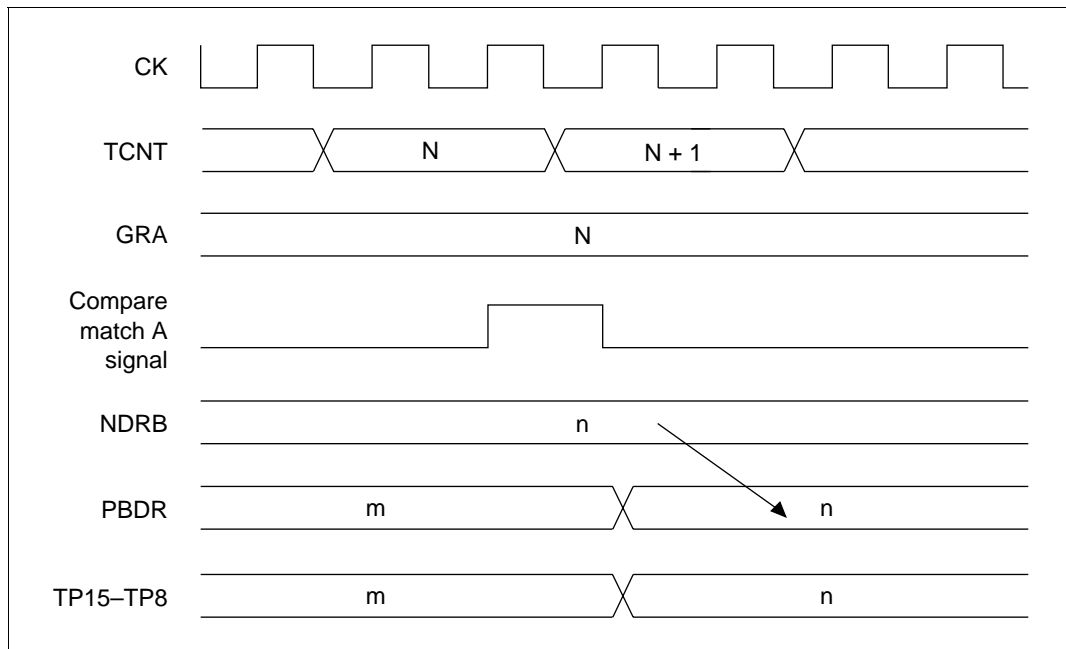 CK
TCNT
N
N + 1
GRA
N
Compare
match A
signal
NDRB
n
PBDR
m
n
TP15–TP8
m
n